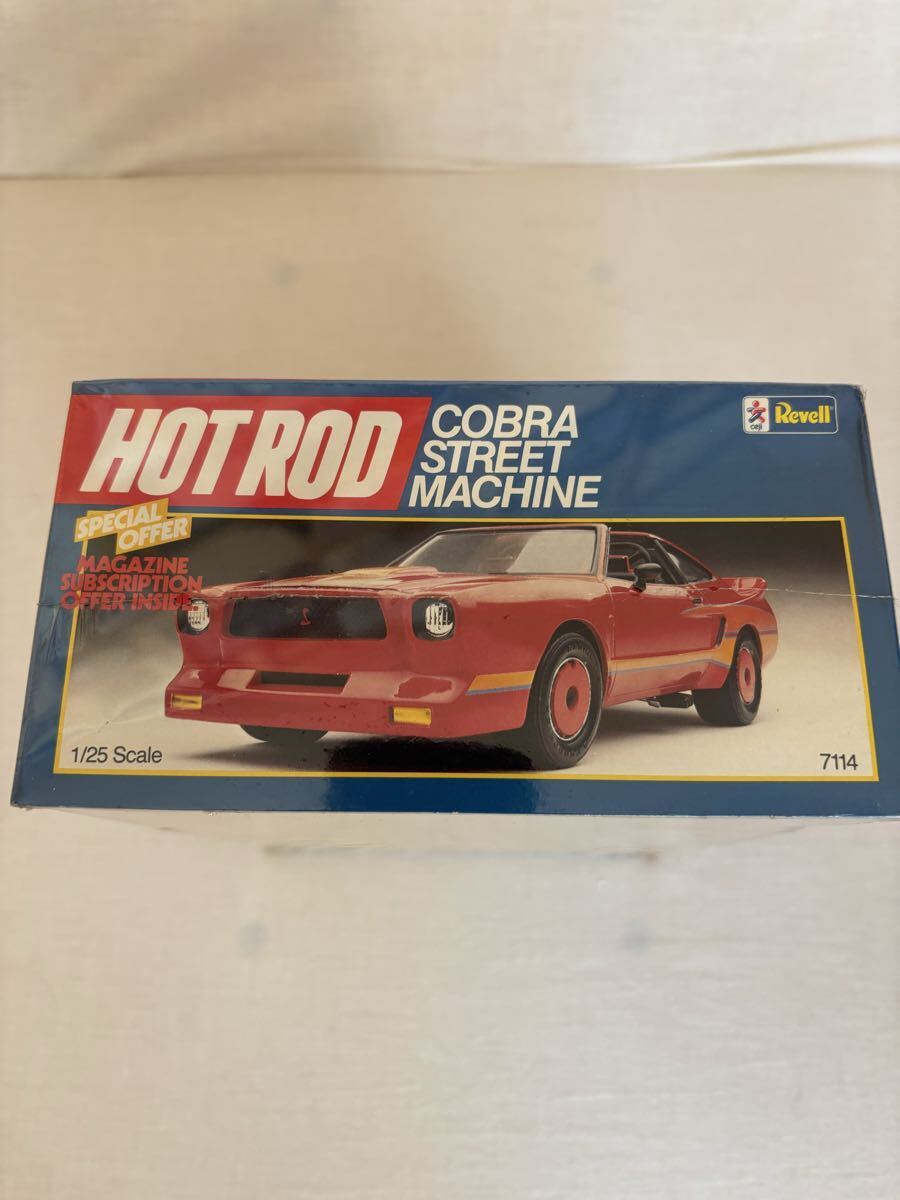 HOT ROD
COBRA
STREET
MACHINE
ceji
Revell
SPECIAL
OFFER
MAGAZINE
SUBSCRIPTION
OFFER INSIDE.
1/25 Scale
7114